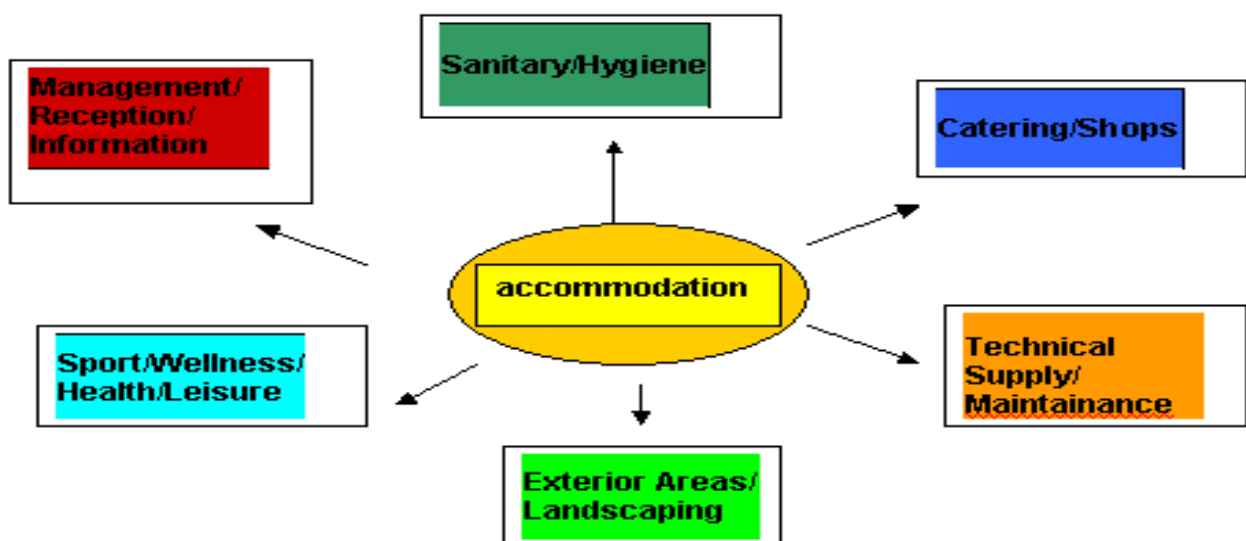 Sanitary/Hygiene
Management/
Reception/
Information
Catering/Shops
accommodation
Sport/Wellness/
Health/Leisure
Technical
Supply/
Maintainance
Exterior Areas/
Landscaping